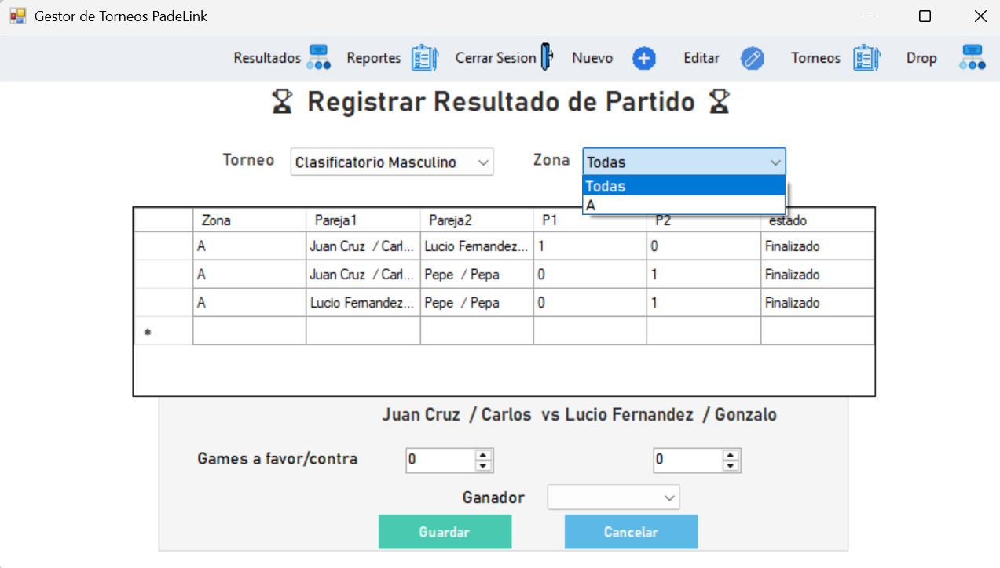 Gestor de Torneos PadeLink
Resultados Reportes Cerrar Sesion Nuevo Editar Torneos Drop
Registrar Resultado de Partido
Torneo Clasificatorio Masculino Zona Todas
Todas
A
Zona Pareja1 Pareja2 P1 P2 estado
A Juan Cruz / Carl... Lucio Fernandez... 1 0 Finalizado
A Juan Cruz / Carl... Pepe / Pepa 0 1 Finalizado
A Lucio Fernandez... Pepe / Pepa 0 1 Finalizado
*
Juan Cruz / Carlos vs Lucio Fernandez / Gonzalo
Games a favor/contra 0 0
Ganador
Guardar Cancelar